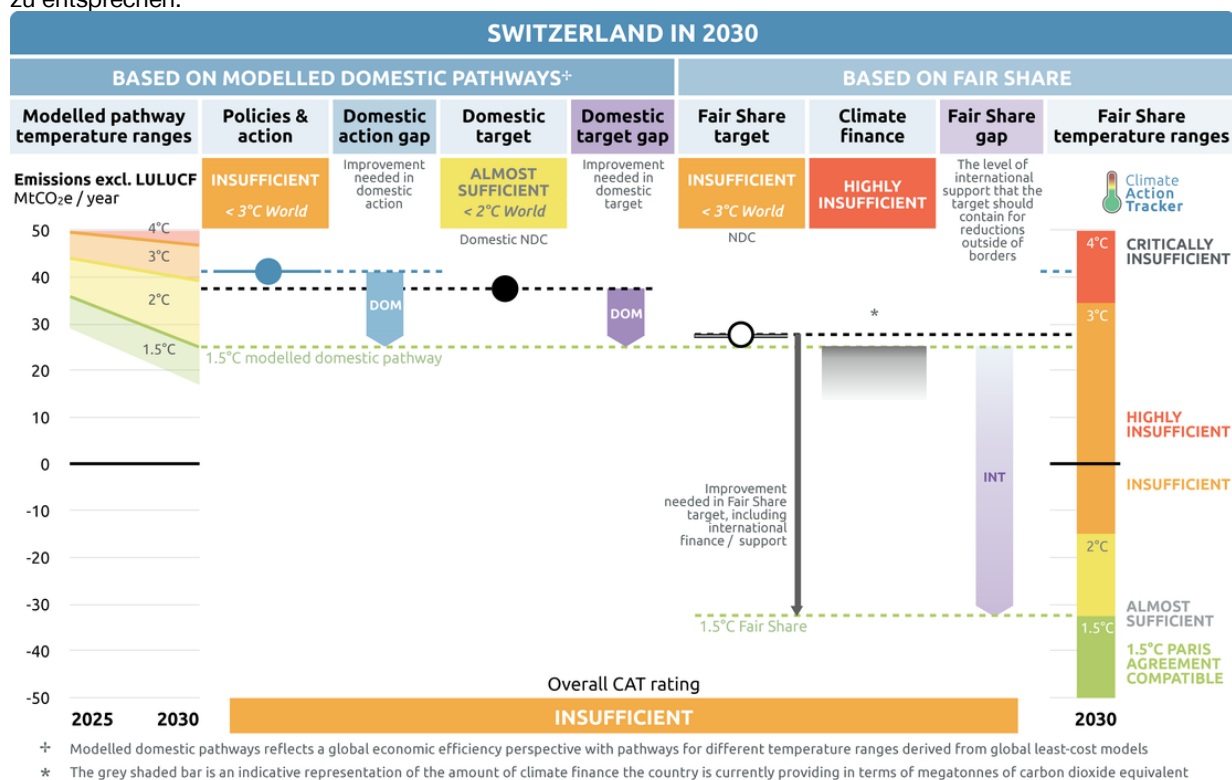 zu entsprechen.
SWITZERLAND IN 2030
BASED ON MODELLED DOMESTIC PATHWAYS✢
BASED ON FAIR SHARE
Modelled pathway
temperature ranges
Policies &
action
Domestic
action gap
Domestic
target
Domestic
target gap
Fair Share
target
Climate
finance
Fair Share
gap
Fair Share
temperature ranges
Emissions excl. LULUCF
MtCO₂e / year
INSUFFICIENT
< 3°C World
Improvement
needed in
domestic
action
ALMOST
SUFFICIENT
< 2°C World
Domestic NDC
Improvement
needed in
domestic
target
INSUFFICIENT
< 3°C World
NDC
HIGHLY
INSUFFICIENT
The level of
international
support that the
target should
contain for
reductions
outside of
borders
Climate
Action
Tracker
50
40
30
20
10
0
-10
-20
-30
-40
-50
4°C
3°C
2°C
1.5°C
1.5°C modelled domestic pathway
DOM
DOM
*
Improvement
needed in Fair Share
target, including
international
finance / support
INT
1.5°C Fair Share
4°C
3°C
2°C
1.5°C
CRITICALLY
INSUFFICIENT
HIGHLY
INSUFFICIENT
INSUFFICIENT
ALMOST
SUFFICIENT
1.5°C PARIS
AGREEMENT
COMPATIBLE
2025
2030
Overall CAT rating
INSUFFICIENT
2030
✢ Modelled domestic pathways reflects a global economic efficiency perspective with pathways for different temperature ranges derived from global least-cost models
* The grey shaded bar is an indicative representation of the amount of climate finance the country is currently providing in terms of megatonnes of carbon dioxide equivalent